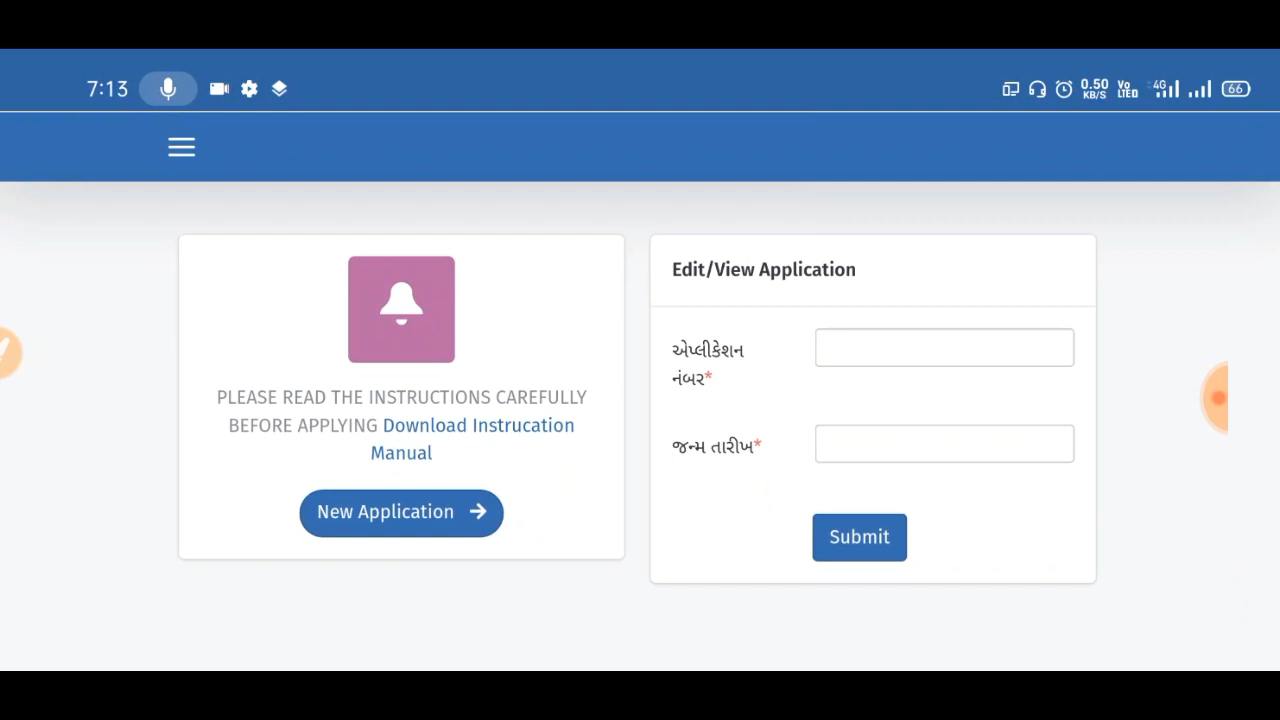 7:13
0.50
KB/S
Vo
LTE
4G
66
PLEASE READ THE INSTRUCTIONS CAREFULLY
BEFORE APPLYING Download Instrucation
Manual
New Application
Edit/View Application
એપ્લીકેશન
નંબર*
જન્મ તારીખ*
Submit